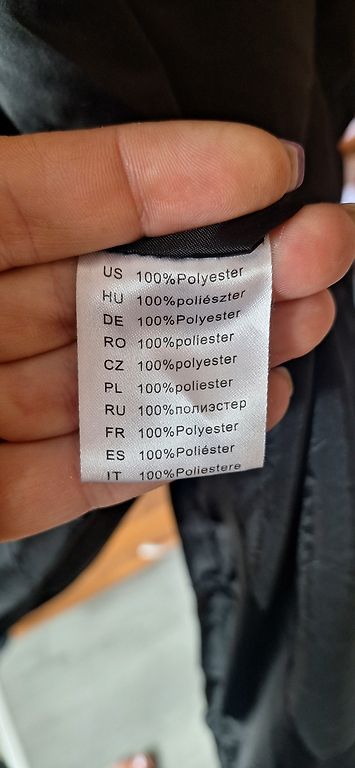 US 100%Polyester
HU 100%poliészter
DE 100%Polyester
RO 100%poliester
CZ 100%polyester
PL 100%poliester
RU 100%полиэстер
FR 100%Polyester
ES 100%Poliéster
IT 100%Poliestere